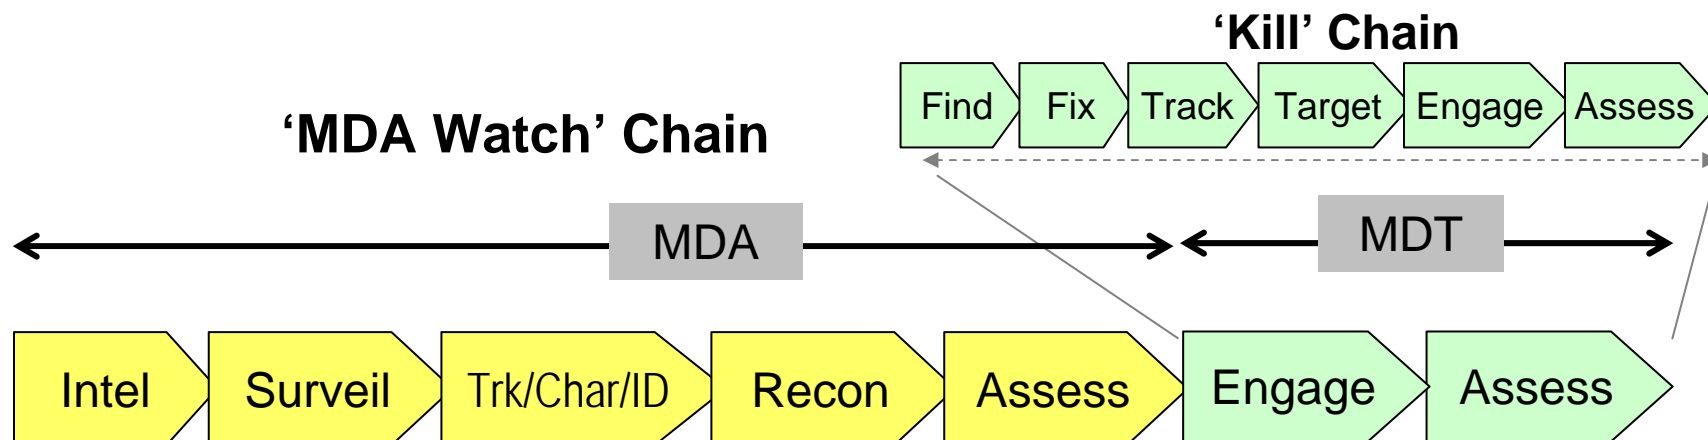 ‘Kill’ Chain
Find Fix Track Target Engage Assess
‘MDA Watch’ Chain
MDA MDT
Intel Surveil Trk/Char/ID Recon Assess Engage Assess